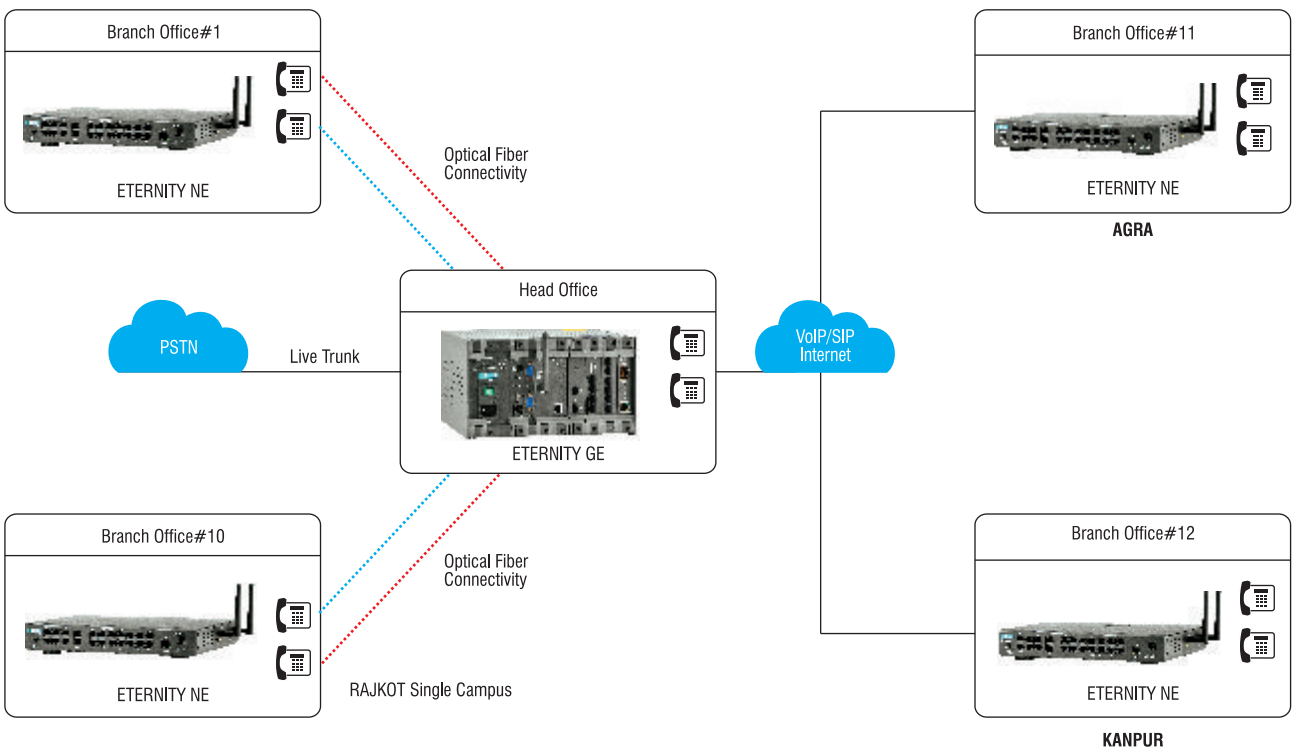 Branch Office#1
ETERNITY NE
Optical Fiber
Connectivity
Branch Office#11
ETERNITY NE
AGRA
PSTN
Live Trunk
Head Office
ETERNITY GE
VoIP/SIP
Internet
Branch Office#10
ETERNITY NE
Optical Fiber
Connectivity
RAJKOT Single Campus
Branch Office#12
ETERNITY NE
KANPUR